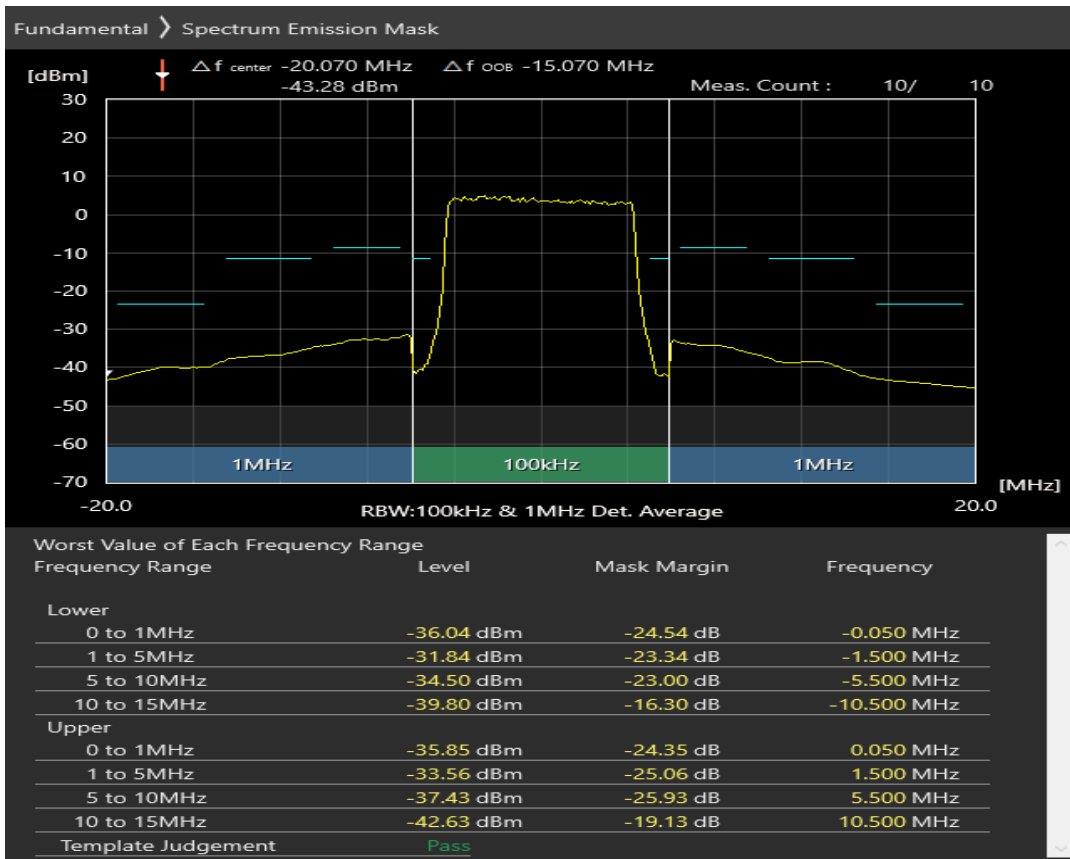 Fundamental ❯ Spectrum Emission Mask
[dBm] △f center -20.070 MHz △f OOB -15.070 MHz
-43.28 dBm Meas. Count : 10/ 10
30
20
10
0
-10
-20
-30
-40
-50
-60
1MHz 100kHz 1MHz
-70 [MHz]
-20.0 RBW:100kHz & 1MHz Det. Average 20.0
Worst Value of Each Frequency Range
Frequency Range Level Mask Margin Frequency
Lower
0 to 1MHz -36.04 dBm -24.54 dB -0.050 MHz
1 to 5MHz -31.84 dBm -23.34 dB -1.500 MHz
5 to 10MHz -34.50 dBm -23.00 dB -5.500 MHz
10 to 15MHz -39.80 dBm -16.30 dB -10.500 MHz
Upper
0 to 1MHz -35.85 dBm -24.35 dB 0.050 MHz
1 to 5MHz -33.56 dBm -25.06 dB 1.500 MHz
5 to 10MHz -37.43 dBm -25.93 dB 5.500 MHz
10 to 15MHz -42.63 dBm -19.13 dB 10.500 MHz
Template Judgement Pass